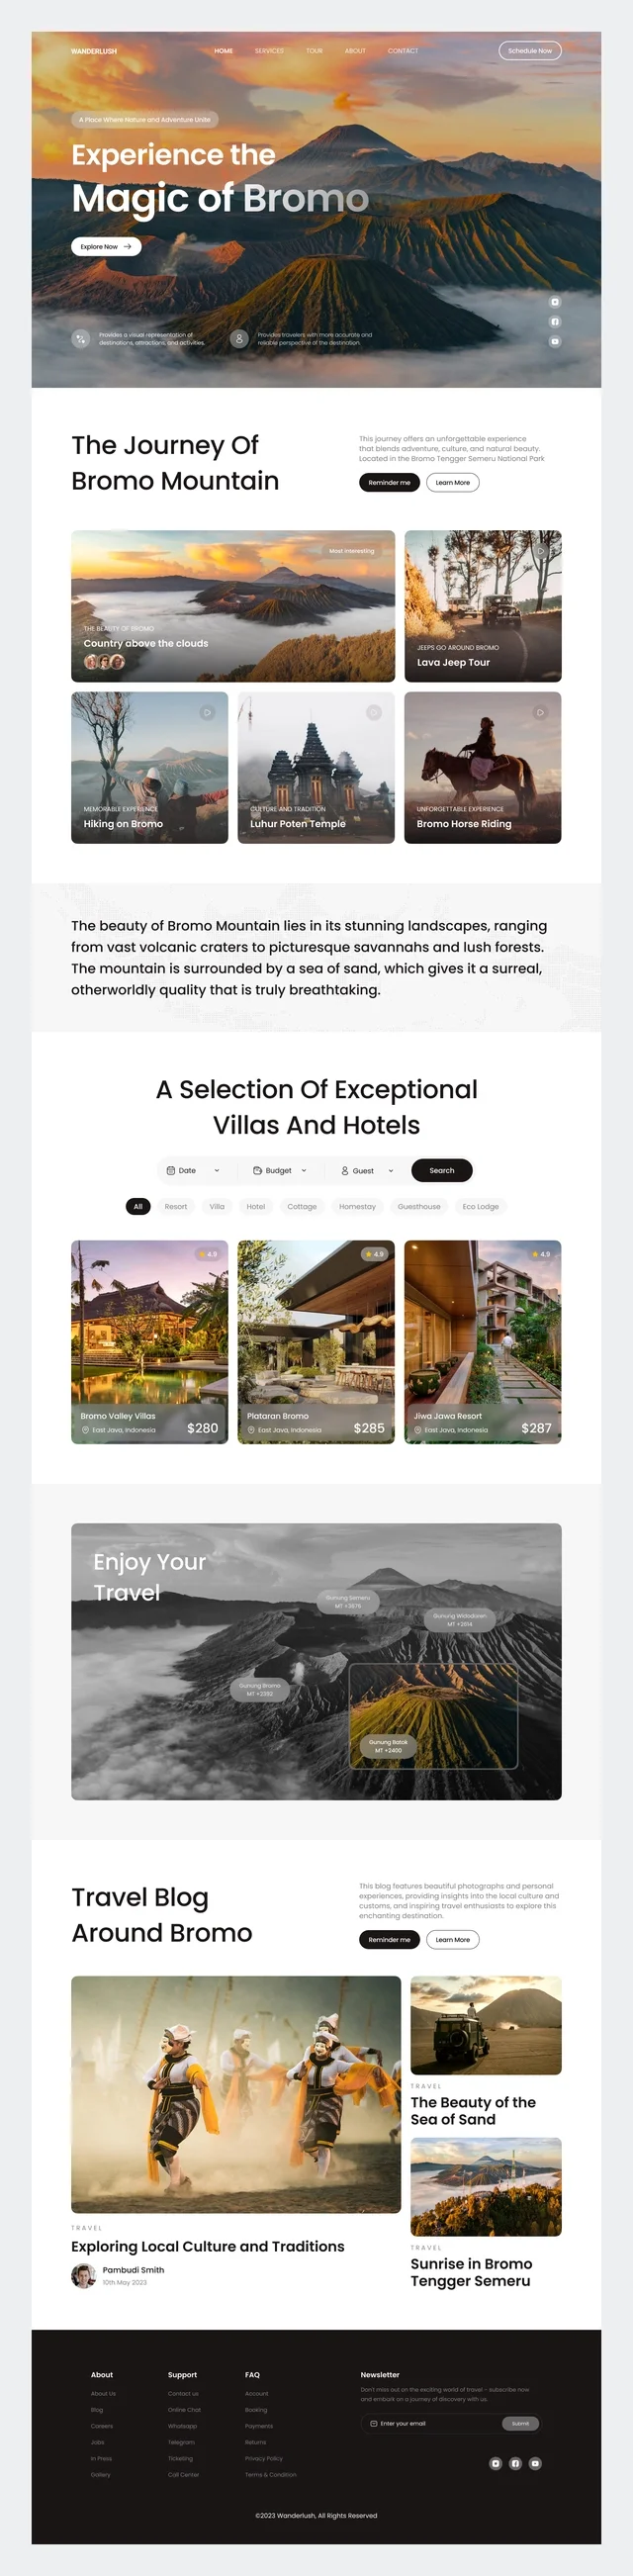 WANDERLUSH
HOME
SERVICES
TOUR
ABOUT
CONTACT
Schedule Now
A Place Where Nature and Adventure Unite
Experience the
Magic of Bromo
Explore Now
Provides a visual representation of
destinations, attractions, and activities.
Provides travelers with more accurate and
reliable perspective of the destination.
The Journey Of
Bromo Mountain
This journey offers an unforgettable experience
that blends adventure, culture, and natural beauty.
Located in the Bromo Tengger Semeru National Park
Reminder me
Learn More
Most interesting
THE BEAUTY OF BROMO
Country above the clouds
JEEPS GO AROUND BROMO
Lava Jeep Tour
MEMORABLE EXPERIENCE
Hiking on Bromo
CULTURE AND TRADITION
Luhur Poten Temple
UNFORGETTABLE EXPERIENCE
Bromo Horse Riding
The beauty of Bromo Mountain lies in its stunning landscapes, ranging
from vast volcanic craters to picturesque savannahs and lush forests.
The mountain is surrounded by a sea of sand, which gives it a surreal,
otherworldly quality that is truly breathtaking.
A Selection Of Exceptional
Villas And Hotels
Date
Budget
Guest
Search
All
Resort
Villa
Hotel
Cottage
Homestay
Guesthouse
Eco Lodge
4.9
4.9
4.9
Bromo Valley Villas
East Java, Indonesia
$280
Plataran Bromo
East Java, Indonesia
$285
Jiwa Jawa Resort
East Java, Indonesia
$287
Enjoy Your
Travel
Gunung Semeru
MT +3676
Gunung Widodaren
MT +2614
Gunung Bromo
MT +2392
Gunung Batok
MT +2400
Travel Blog
Around Bromo
This blog features beautiful photographs and personal
experiences, providing insights into the local culture and
customs, and inspiring travel enthusiasts to explore this
enchanting destination.
Reminder me
Learn More
TRAVEL
Exploring Local Culture and Traditions
Pambudi Smith
10th May 2023
TRAVEL
The Beauty of the
Sea of Sand
TRAVEL
Sunrise in Bromo
Tengger Semeru
About
About Us
Blog
Careers
Jobs
In Press
Gallery
Support
Contact us
Online Chat
Whatsapp
Telegram
Ticketing
Call Center
FAQ
Account
Booking
Payments
Returns
Privacy Policy
Terms & Condition
Newsletter
Don't miss out on the exciting world of travel - subscribe now
and embark on a journey of discovery with us.
Enter your email
Submit
©2023 Wanderlush, All Rights Reserved